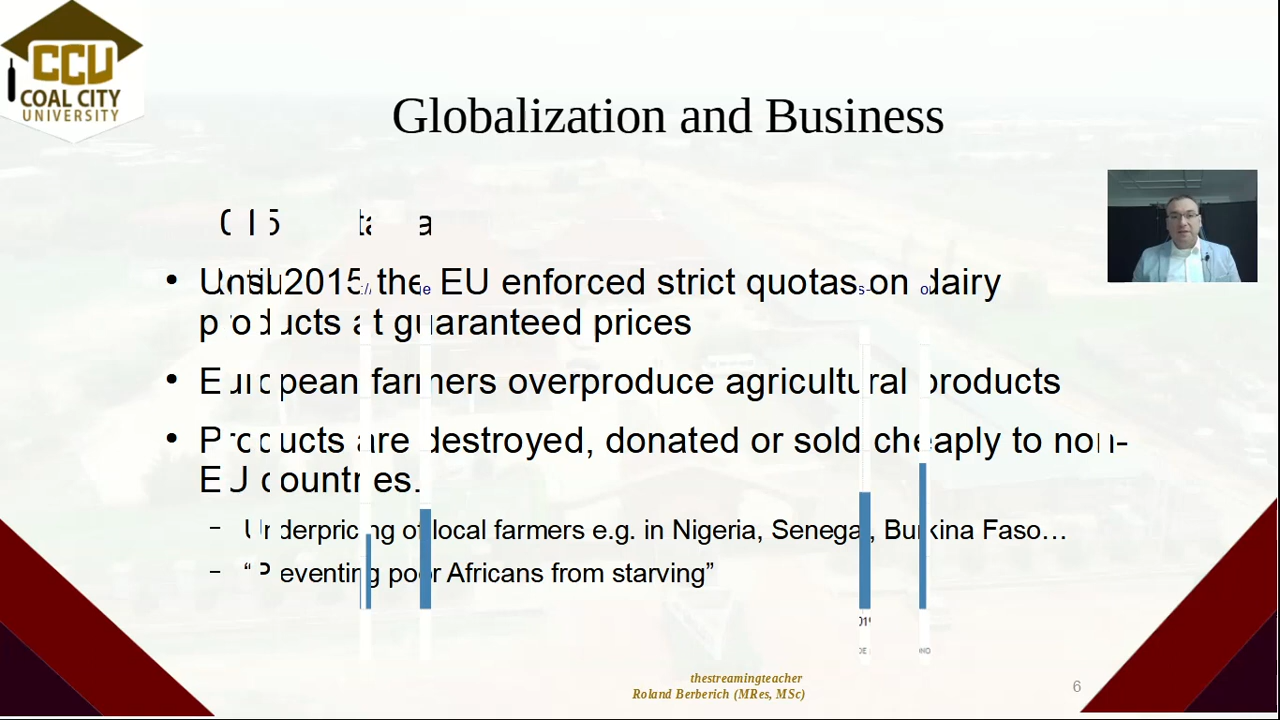 CCU
COAL CITY
UNIVERSITY
Globalization and Business
• Until 2015 the EU enforced strict quotas on dairy
products at guaranteed prices
• European farmers overproduce agricultural products
• Products are destroyed, donated or sold cheaply to non-
EU countries.
– Underpricing of local farmers e.g. in Nigeria, Senegal, Burkina Faso…
– “Preventing poor Africans from starving”
thestreamingteacher
Roland Berberich (MRes, MSc)
6